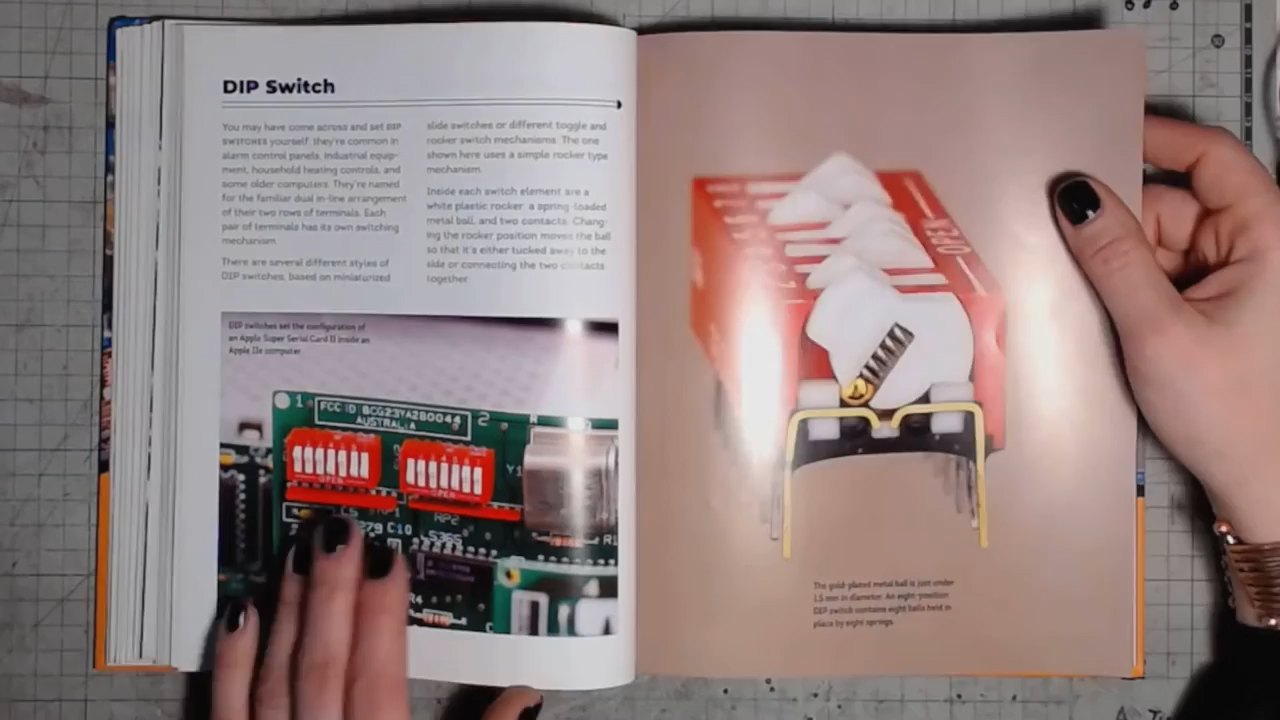 DIP Switch
You may have come across and set DIP
SWITCHES yourself: they're common in
alarm control panels, industrial equip-
ment, household heating controls, and
some older computers. They're named
for the familiar dual in-line arrangement
of their two rows of terminals. Each
pair of terminals has its own switching
mechanism.
There are several different styles of
DIP switches, based on miniaturized
slide switches or different toggle and
rocker switch mechanisms. The one
shown here uses a simple rocker type
mechanism.
Inside each switch element are a
white plastic rocker, a spring-loaded
metal ball, and two contacts. Chang-
ing the rocker position moves the ball
so that it's either tucked away to the
side or connecting the two contacts
together.
DIP switches set the configuration of
an Apple Super Serial Card II inside an
Apple IIe computer.
1 FCC ID: BCG23YA2B0044 2
AUSTRALIA
OPEN
OPEN
Y1
RP2
C10
OPEN
The gold-plated metal ball is just under
1.5 mm in diameter. An eight-position
DIP switch contains eight balls held in
place by eight springs.